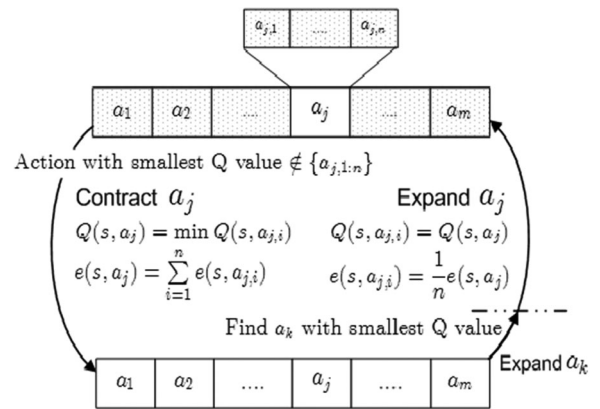 a_{j,1} .... a_{j,n}
a_1 a_2 .... a_j ...: a_m
Action with smallest Q value ∉ {a_{j,1:n}}
Contract a_j
Q(s, a_j) = min Q(s, a_{j,i})
e(s, a_j) = \sum_{i=1}^{n} e(s, a_{j,i})
Expand a_j
Q(s, a_{j,i}) = Q(s, a_j)
e(s, a_{j,i}) = \frac{1}{n} e(s, a_j)
Find a_k with smallest Q value
Expand a_k
a_1 a_2 .... a_j .... a_m